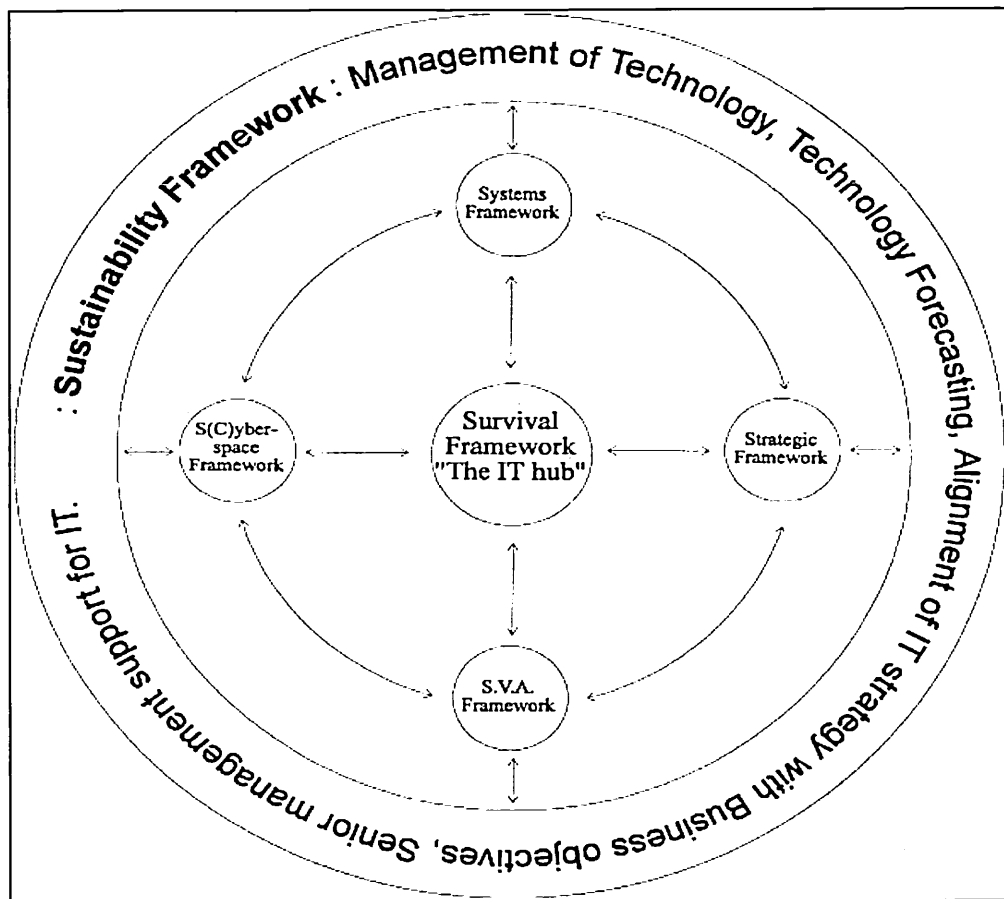 : Sustainability Framework : Management of Technology, Technology Forecasting, Alignment of IT strategy with Business objectives, Senior management support for IT.
Systems
Framework
S(C)yber-
space
Framework
Survival
Framework
"The IT hub"
Strategic
Framework
S.V.A.
Framework